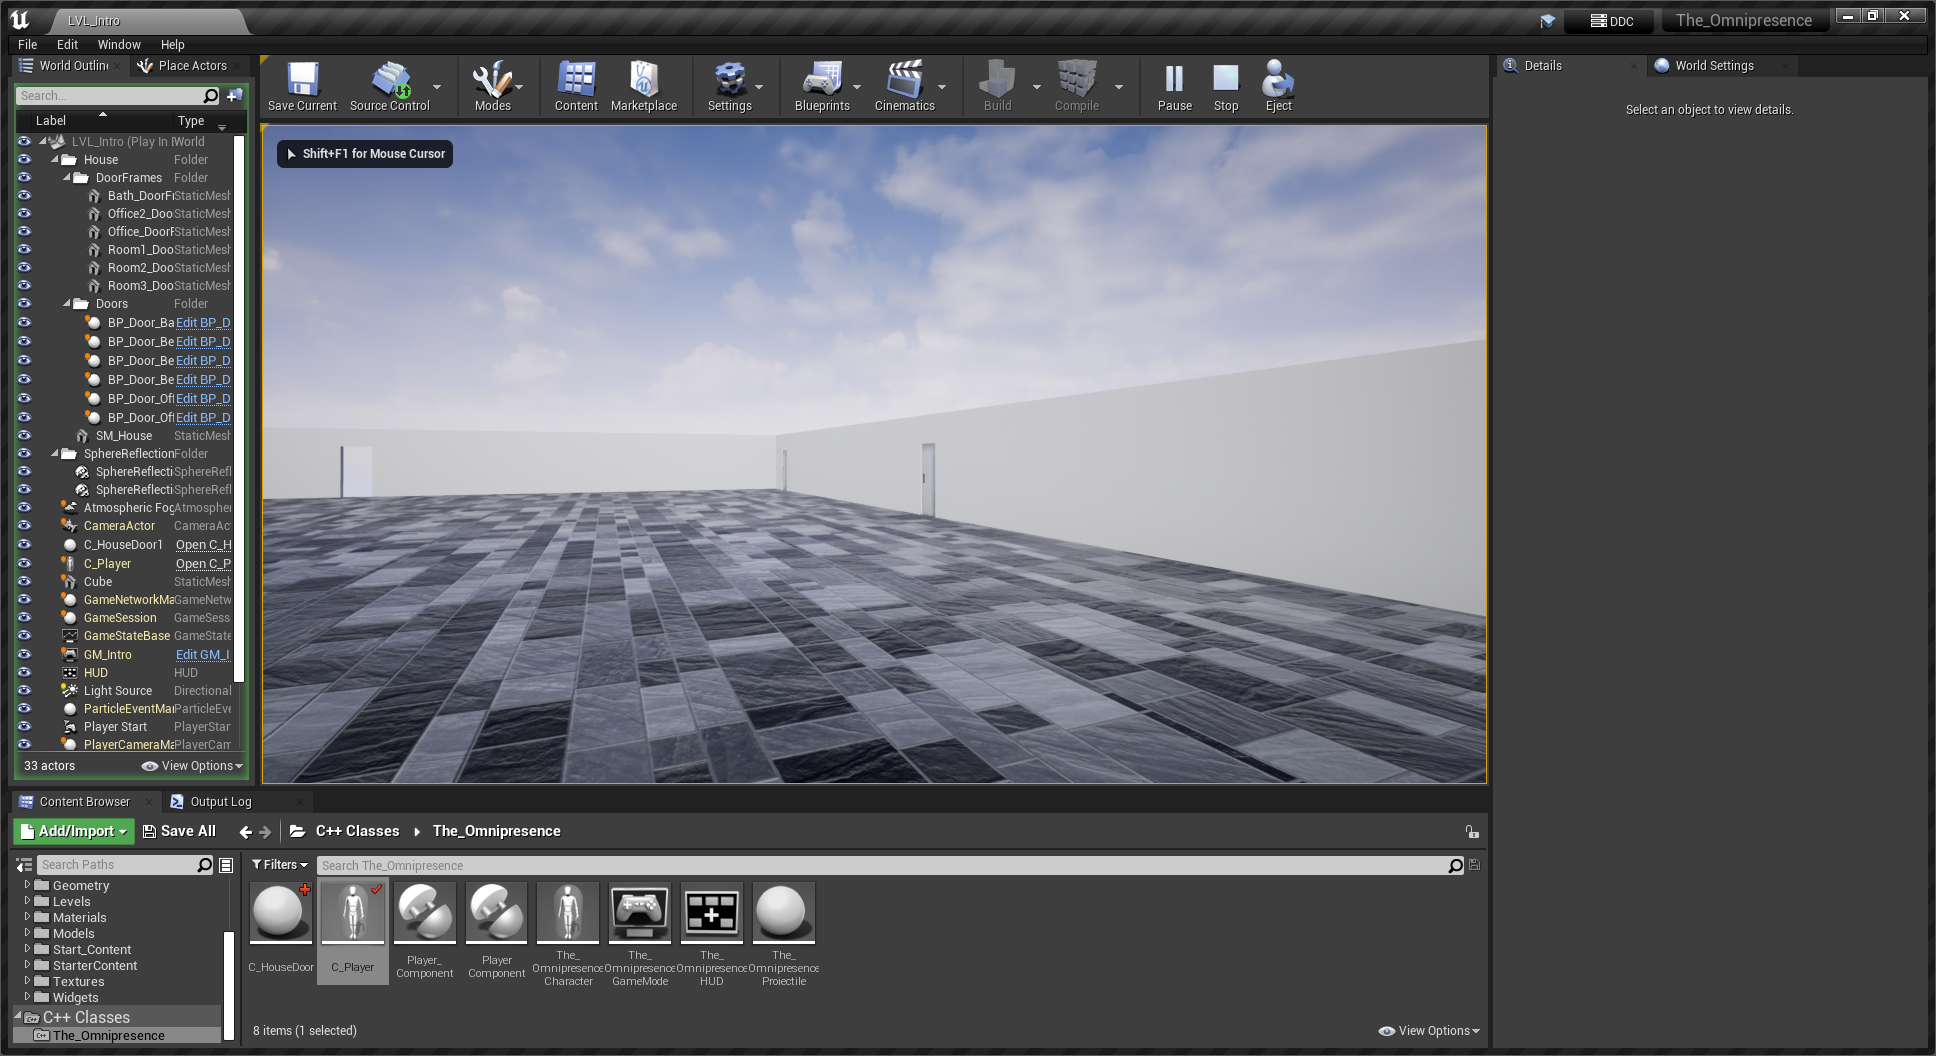 LVL_Intro
DDC
The_Omnipresence
File Edit Window Help
World Outlin
Place Actors
Search...
Label Type
LVL_Intro (Play In E World
House Folder
DoorFrames Folder
Bath_DoorFr StaticMesh
Office2_Doo StaticMesh
Office_DoorF StaticMesh
Room1_Doo StaticMesh
Room2_Doo StaticMesh
Room3_Doo StaticMesh
Doors Folder
BP_Door_Ba Edit BP_D
BP_Door_Be Edit BP_D
BP_Door_Be Edit BP_D
BP_Door_Be Edit BP_D
BP_Door_Off Edit BP_D
BP_Door_Off Edit BP_D
SM_House StaticMesh
SphereReflection Folder
SphereReflecti SphereRefl
SphereReflecti SphereRefl
Atmospheric Fog Atmospher
CameraActor CameraAc
C_HouseDoor1 Open C_H
C_Player Open C_P
Cube StaticMesh
GameNetworkMa GameNetw
GameSession GameSess
GameStateBase GameState
GM_Intro Edit GM_I
HUD HUD
Light Source Directional
ParticleEventMan ParticleEve
Player Start PlayerStar
PlayerCameraMa PlayerCam
33 actors
View Options
Save Current
Source Control
Modes
Content
Marketplace
Settings
Blueprints
Cinematics
Build
Compile
Pause
Stop
Eject
Shift+F1 for Mouse Cursor
Details
World Settings
Select an object to view details.
Content Browser
Output Log
Add/Import
Save All
C++ Classes
The_Omnipresence
Search Paths
Geometry
Levels
Materials
Models
Start_Content
StarterContent
Textures
Widgets
C++ Classes
The_Omnipresence
Filters
Search The_Omnipresence
C_HouseDoor
C_Player
Player_
Component
Player
Component
The_
Omnipresence
Character
The_
Omnipresence
GameMode
The_
Omnipresence
HUD
The_
Omnipresence
Projectile
8 items (1 selected)
View Options